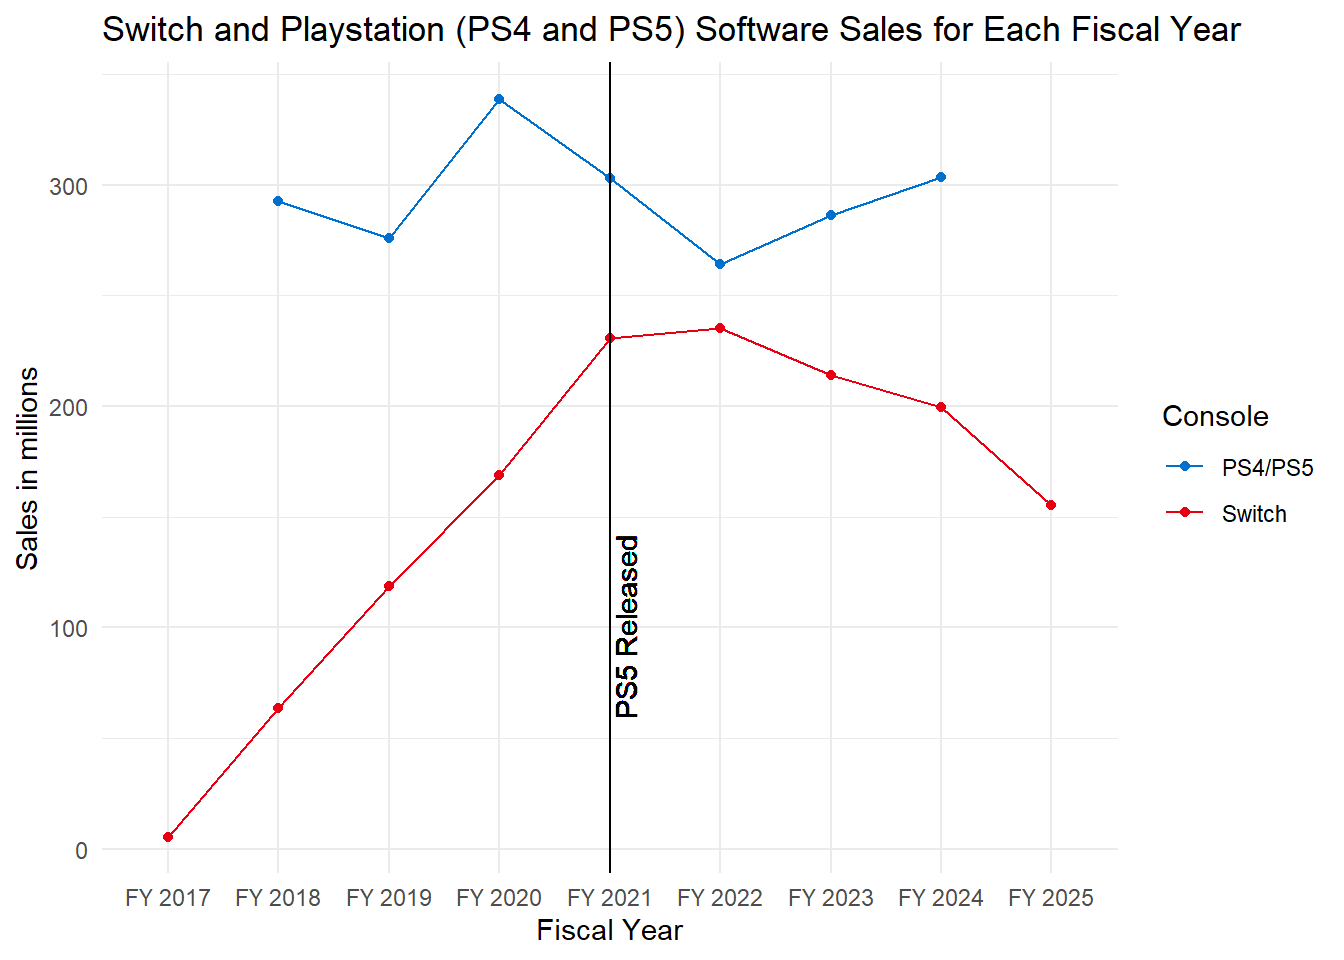 Switch and Playstation (PS4 and PS5) Software Sales for Each Fiscal Year
300
200
100
0
Sales in millions
PS5 Released
FY 2017 FY 2018 FY 2019 FY 2020 FY 2021 FY 2022 FY 2023 FY 2024 FY 2025
Fiscal Year
Console
PS4/PS5
Switch